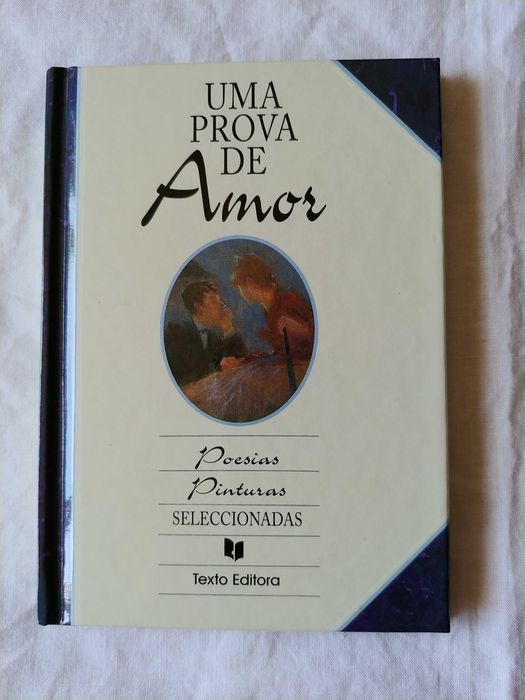 UMA
PROVA
DE
Amor
Poesias
Pinturas
SELECCIONADAS
Texto Editora